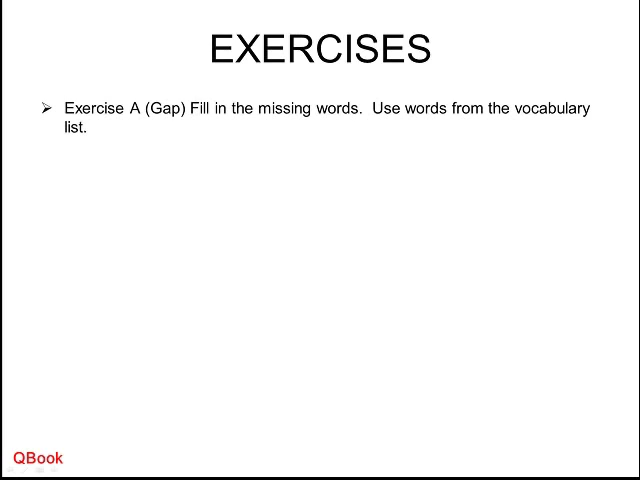 EXERCISES
Exercise A (Gap) Fill in the missing words. Use words from the vocabulary
list.
QBook